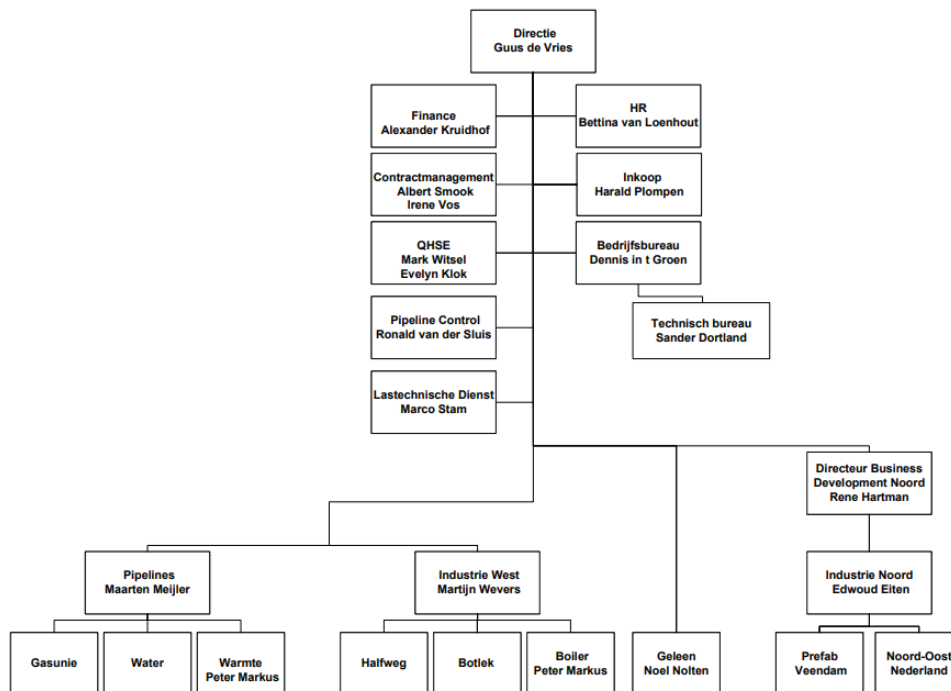 Directie
Guus de Vries
Finance
Alexander Kruidhof
HR
Bettina van Loenhout
Contractmanagement
Albert Smook
Irene Vos
Inkoop
Harald Plompen
QHSE
Mark Witsel
Evelyn Klok
Bedrijfsbureau
Dennis in t Groen
Pipeline Control
Ronald van der Sluis
Technisch bureau
Sander Dortland
Lastechnische Dienst
Marco Stam
Directeur Business
Development Noord
Rene Hartman
Pipelines
Maarten Meijler
Industrie West
Martijn Wevers
Industrie Noord
Edwoud Eiten
Gasunie
Water
Warmte
Peter Markus
Halfweg
Botlek
Boiler
Peter Markus
Geleen
Noel Nolten
Prefab
Veendam
Noord-Oost
Nederland